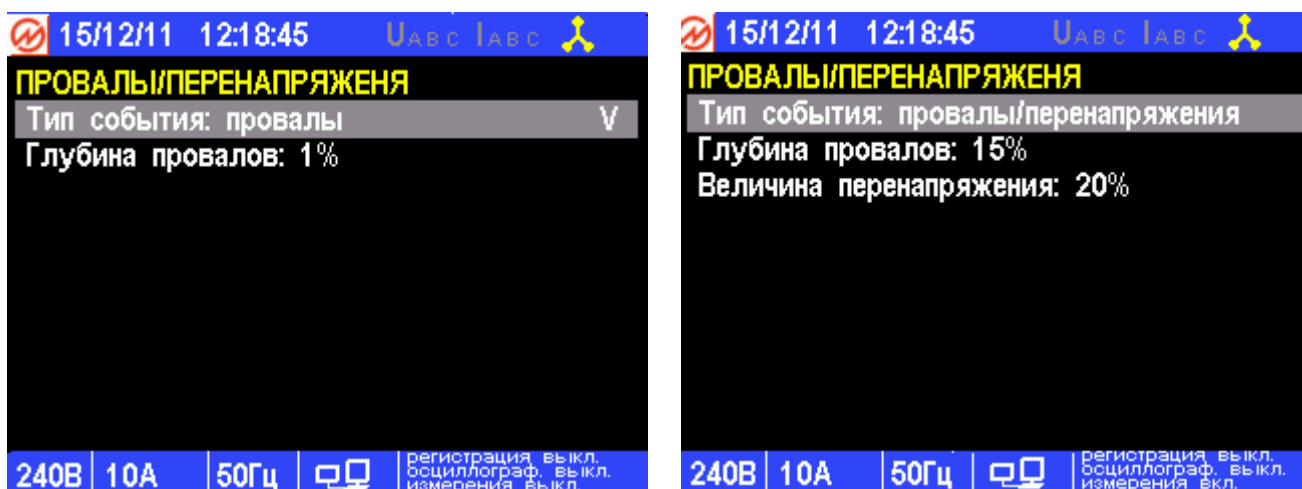 15/12/11 12:18:45 UABC IABC
ПРОВАЛЫ/ПЕРЕНАПРЯЖЕНЯ
Тип события: провалы V
Глубина провалов: 1%
240В 10А 50Гц
регистрация выкл.
осциллограф. выкл.
измерения выкл
15/12/11 12:18:45 UABC IABC
ПРОВАЛЫ/ПЕРЕНАПРЯЖЕНЯ
Тип события: провалы/перенапряжения
Глубина провалов: 15%
Величина перенапряжения: 20%
240В 10А 50Гц
регистрация выкл.
осциллограф. выкл.
измерения вкл.